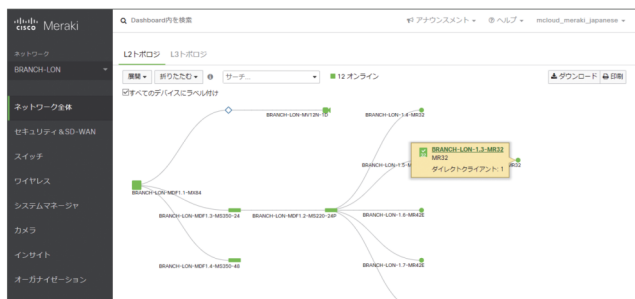 cisco Meraki
Dashboard内を検索
アナウンスメント
ヘルプ
mcloud_meraki_japanese
ネットワーク
BRANCH-LON
ネットワーク全体
セキュリティ&SD-WAN
スイッチ
ワイヤレス
システムマネージャ
カメラ
インサイト
オーガナイゼーション
L2トポロジ L3トポロジ
展開 折りたたむ サーチ... 12 オンライン ダウンロード 印刷
すべてのデバイスにラベル付け
BRANCH-LON-MV12N-1D
BRANCH-LON-1.4-MR32
BRANCH-LON-1.3-MR32
MR32
ダイレクトクライアント: 1
BRANCH-LON-1.5-M
MR32
BRANCH-LON-MDF1.1-MX84
BRANCH-LON-MDF1.3-MS350-24
BRANCH-LON-MDF1.2-MS220-24P
BRANCH-LON-1.6-MR42E
BRANCH-LON-MDF1.4-MS350-48
BRANCH-LON-1.7-MR42E